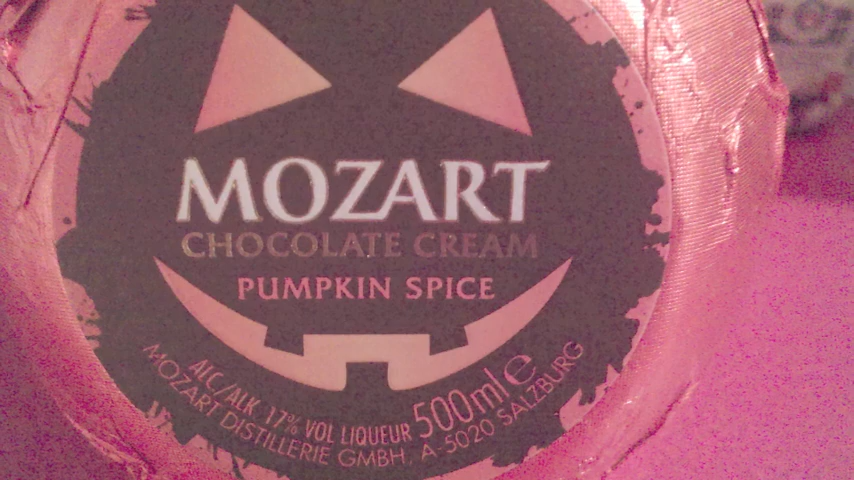 MOZART
CHOCOLATE CREAM
PUMPKIN SPICE
ALC/ALK 17% VOL LIQUEUR 500ml e
MOZART DISTILLERIE GMBH, A-5020 SALZBURG